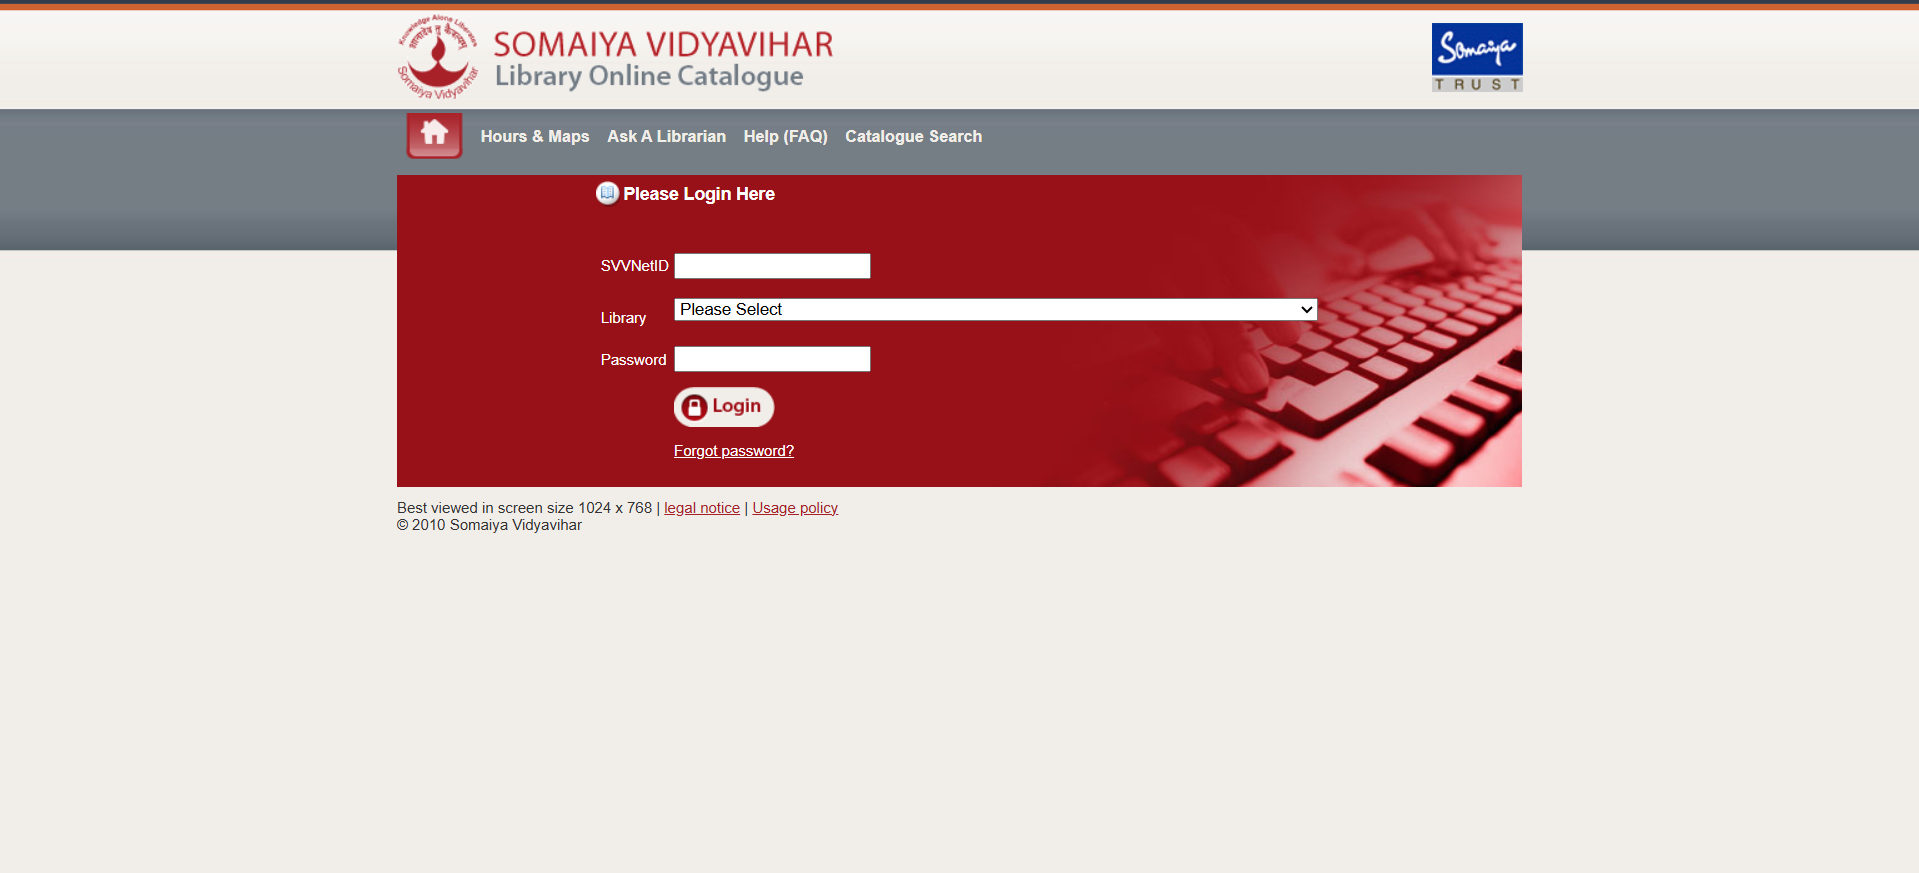 Knowledge Alone Liberates
ज्ञानादेव तु कैवल्यम्
Somaiya Vidyavihar
SOMAIYA VIDYAVIHAR
Library Online Catalogue
Somaiya
TRUST
Hours & Maps Ask A Librarian Help (FAQ) Catalogue Search
Please Login Here
SVVNetID
Library Please Select
Password
Login
Forgot password?
Best viewed in screen size 1024 x 768 | legal notice | Usage policy
© 2010 Somaiya Vidyavihar